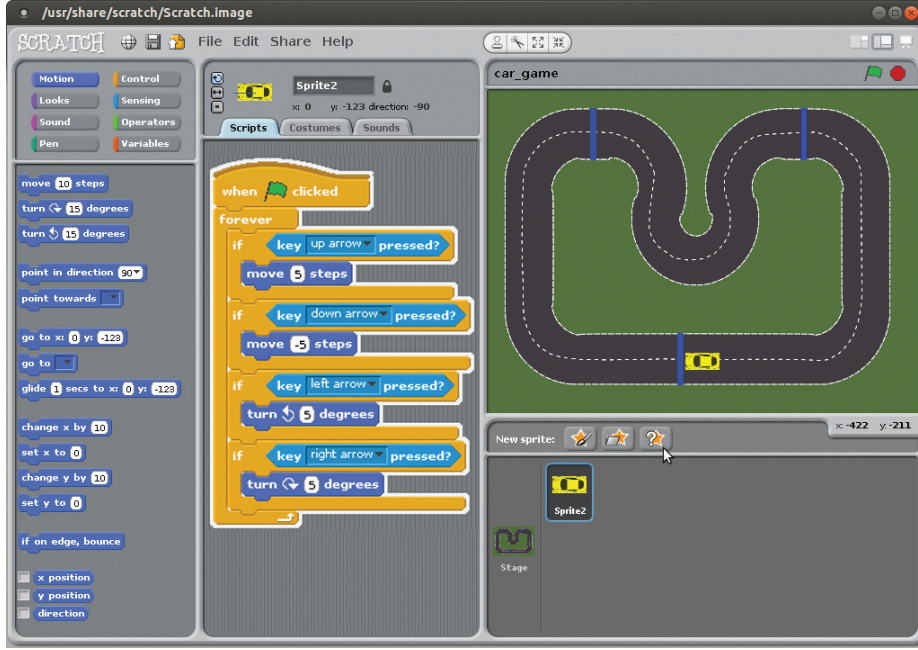 /usr/share/scratch/Scratch.image
SCRATCH File Edit Share Help
Motion Control
Looks Sensing
Sound Operators
Pen Variables
move 10 steps
turn 15 degrees
turn 15 degrees
point in direction 90
point towards
go to x: 0 y: -123
go to
glide 1 secs to x: 0 y: -123
change x by 10
set x to 0
change y by 10
set y to 0
if on edge, bounce
x position
y position
direction
Sprite2
x: 0 y: -123 direction: -90
Scripts Costumes Sounds
when clicked
forever
if key up arrow pressed?
move 5 steps
if key down arrow pressed?
move -5 steps
if key left arrow pressed?
turn 5 degrees
if key right arrow pressed?
turn 5 degrees
car_game
x: -422 y: -211
New sprite:
Sprite2
Stage